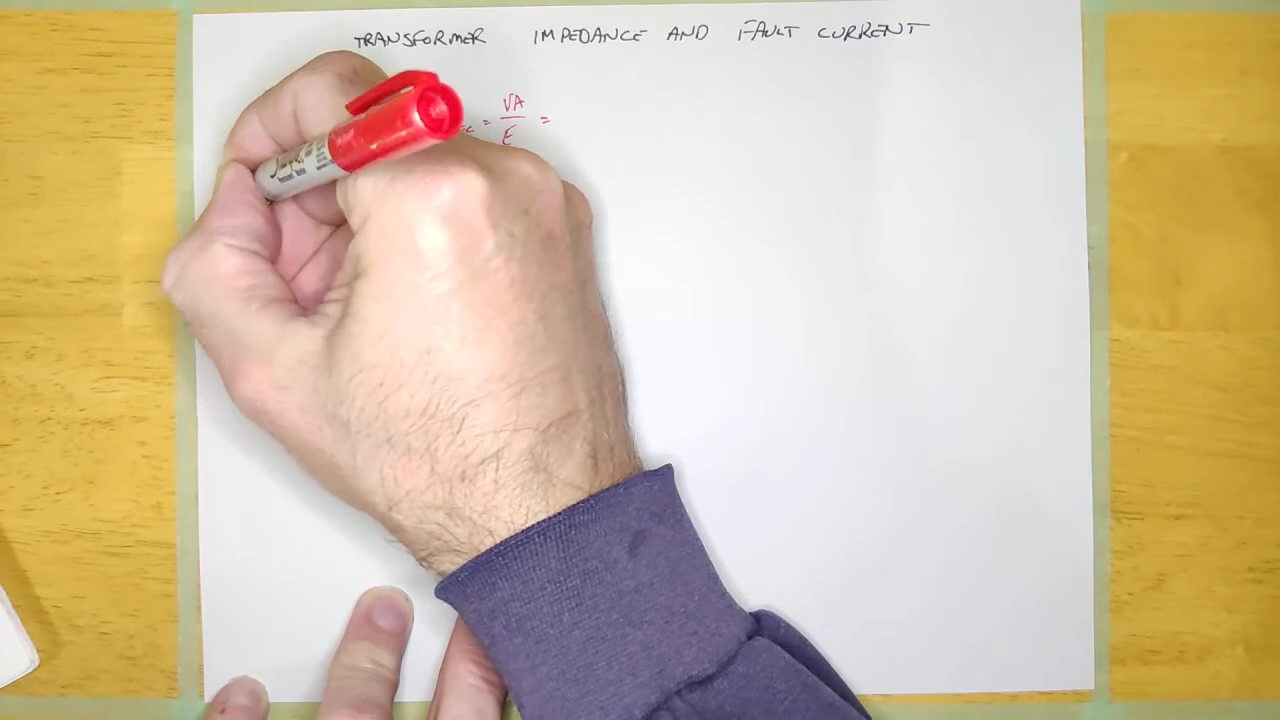 TRANSFORMER IMPEDANCE AND FAULT CURRENT
= VA / E =